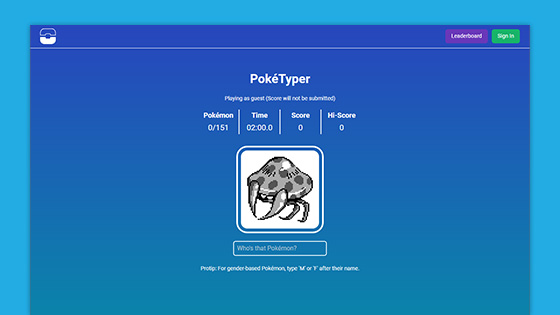 Leaderboard
Sign in
PokéTyper
Playing as guest (Score will not be submitted)
Pokémon Time Score Hi-Score
0/151 02:00.0 0 0
Who's that Pokémon?
Protip: For gender-based Pokémon, type 'M' or 'F' after their name.